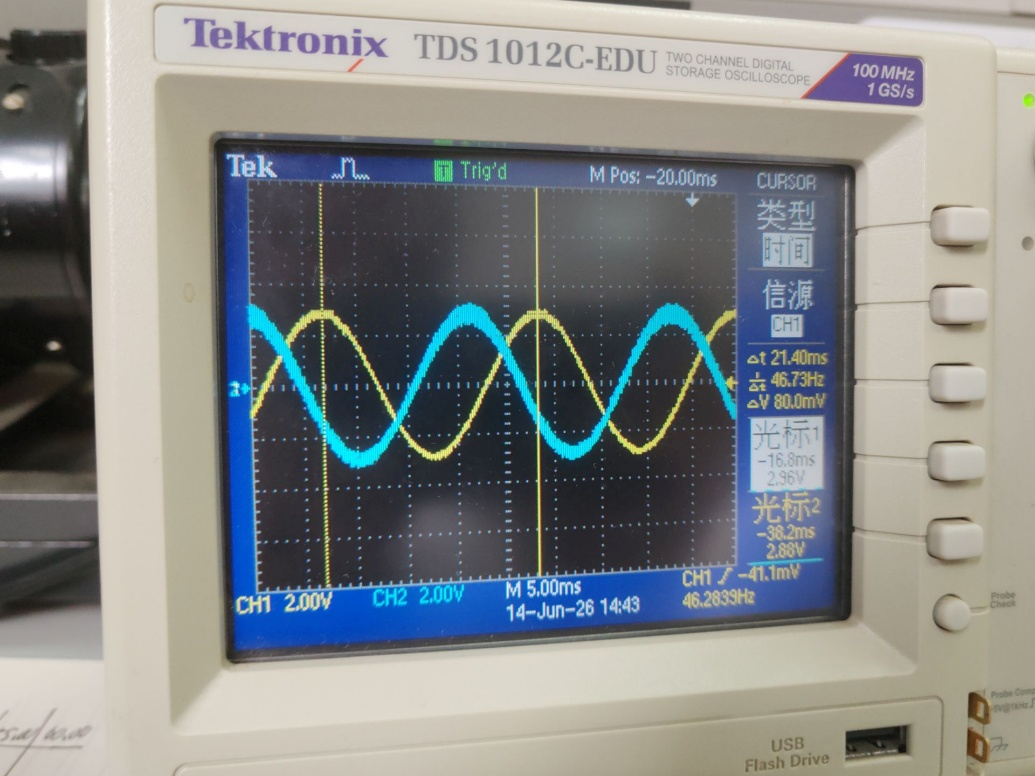 Tektronix TDS 1012C-EDU TWO CHANNEL DIGITAL
STORAGE OSCILLOSCOPE
100 MHz
1 GS/s
Tek T Trig'd M Pos: -20.00ms CURSOR
类型
时间
信源
CH1
△t 21.40ms
1/△t 46.73Hz
△V 80.0mV
光标1
-16.8ms
2.96V
光标2
-38.2ms
2.88V
CH1 2.00V CH2 2.00V M 5.00ms CH1 / -41.1mV
14-Jun-26 14:43 46.2839Hz
Probe
Check
USB
Flash Drive